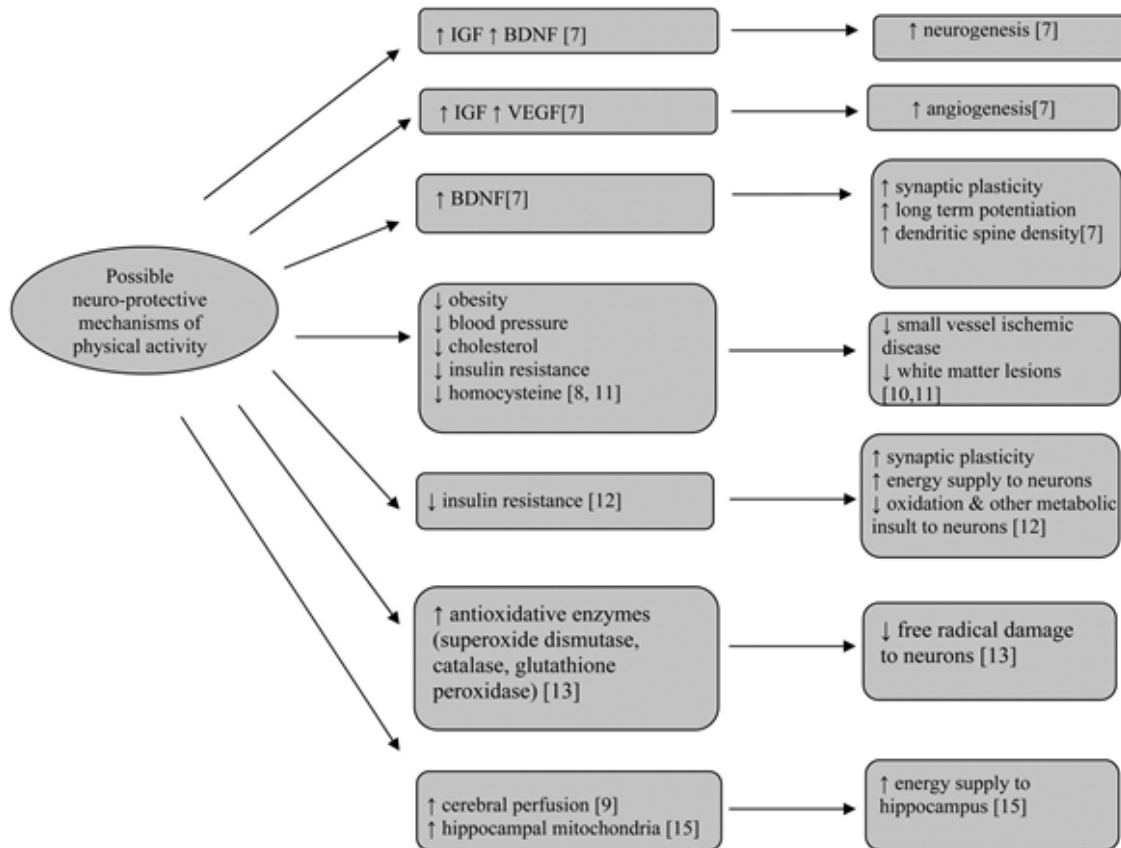 ↑ IGF ↑ BDNF [7]
↑ neurogenesis [7]
↑ IGF ↑ VEGF[7]
↑ angiogenesis[7]
↑ BDNF[7]
↑ synaptic plasticity
↑ long term potentiation
↑ dendritic spine density[7]
Possible
neuro-protective
mechanisms of
physical activity
↓ obesity
↓ blood pressure
↓ cholesterol
↓ insulin resistance
↓ homocysteine [8, 11]
↓ small vessel ischemic
disease
↓ white matter lesions
[10,11]
↓ insulin resistance [12]
↑ synaptic plasticity
↑ energy supply to neurons
↓ oxidation & other metabolic
insult to neurons [12]
↑ antioxidative enzymes
(superoxide dismutase,
catalase, glutathione
peroxidase) [13]
↓ free radical damage
to neurons [13]
↑ cerebral perfusion [9]
↑ hippocampal mitochondria [15]
↑ energy supply to
hippocampus [15]